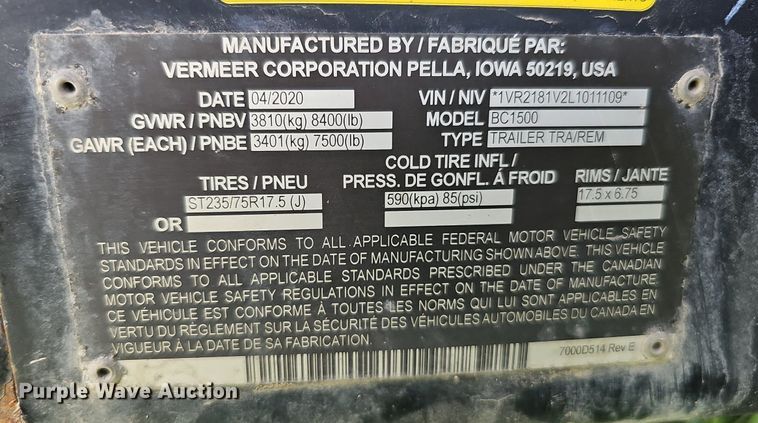 MANUFACTURED BY / FABRIQUÉ PAR:
VERMEER CORPORATION PELLA, IOWA 50219, USA
DATE 04/2020 VIN / NIV *1VR2181V2L1011109*
GVWR / PNBV 3810(kg) 8400(lb) MODEL BC1500
GAWR (EACH) / PNBE 3401(kg) 7500(lb) TYPE TRAILER TRA/REM
COLD TIRE INFL /
TIRES / PNEU PRESS. DE GONFL. Á FROID RIMS / JANTE
ST235/75R17.5 (J) 590(kpa) 85(psi) 17.5 x 6.75
OR
THIS VEHICLE CONFORMS TO ALL APPLICABLE FEDERAL MOTOR VEHICLE SAFETY
STANDARDS IN EFFECT ON THE DATE OF MANUFACTURING SHOWN ABOVE. THIS VEHICLE
CONFORMS TO ALL APPLICABLE STANDARDS PRESCRIBED UNDER THE CANADIAN
MOTOR VEHICLE SAFETY REGULATIONS IN EFFECT ON THE DATE OF MANUFACTURE
CE VÉHICULE EST CONFORME À TOUTES LES NORMS QUI LUI SONT APPLICABLES EN
VERTU DU RÈGLEMENT SUR LA SÉCURITÉ DES VÉHICULES AUTOMOBILES DU CANADA EN
VIGUEUR A LA DATE DE SA FABRICATION.
7000D514 Rev E
Purple Wave Auction